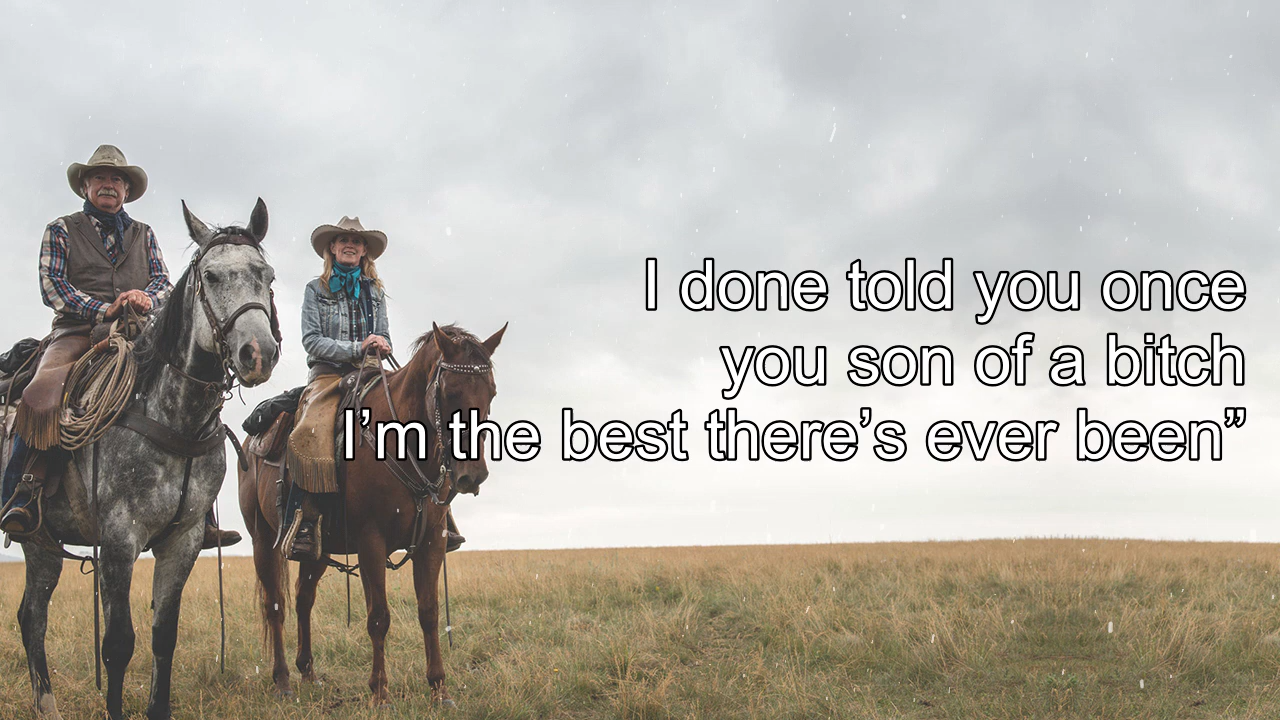 I done told you once
you son of a bitch
I’m the best there’s ever been”